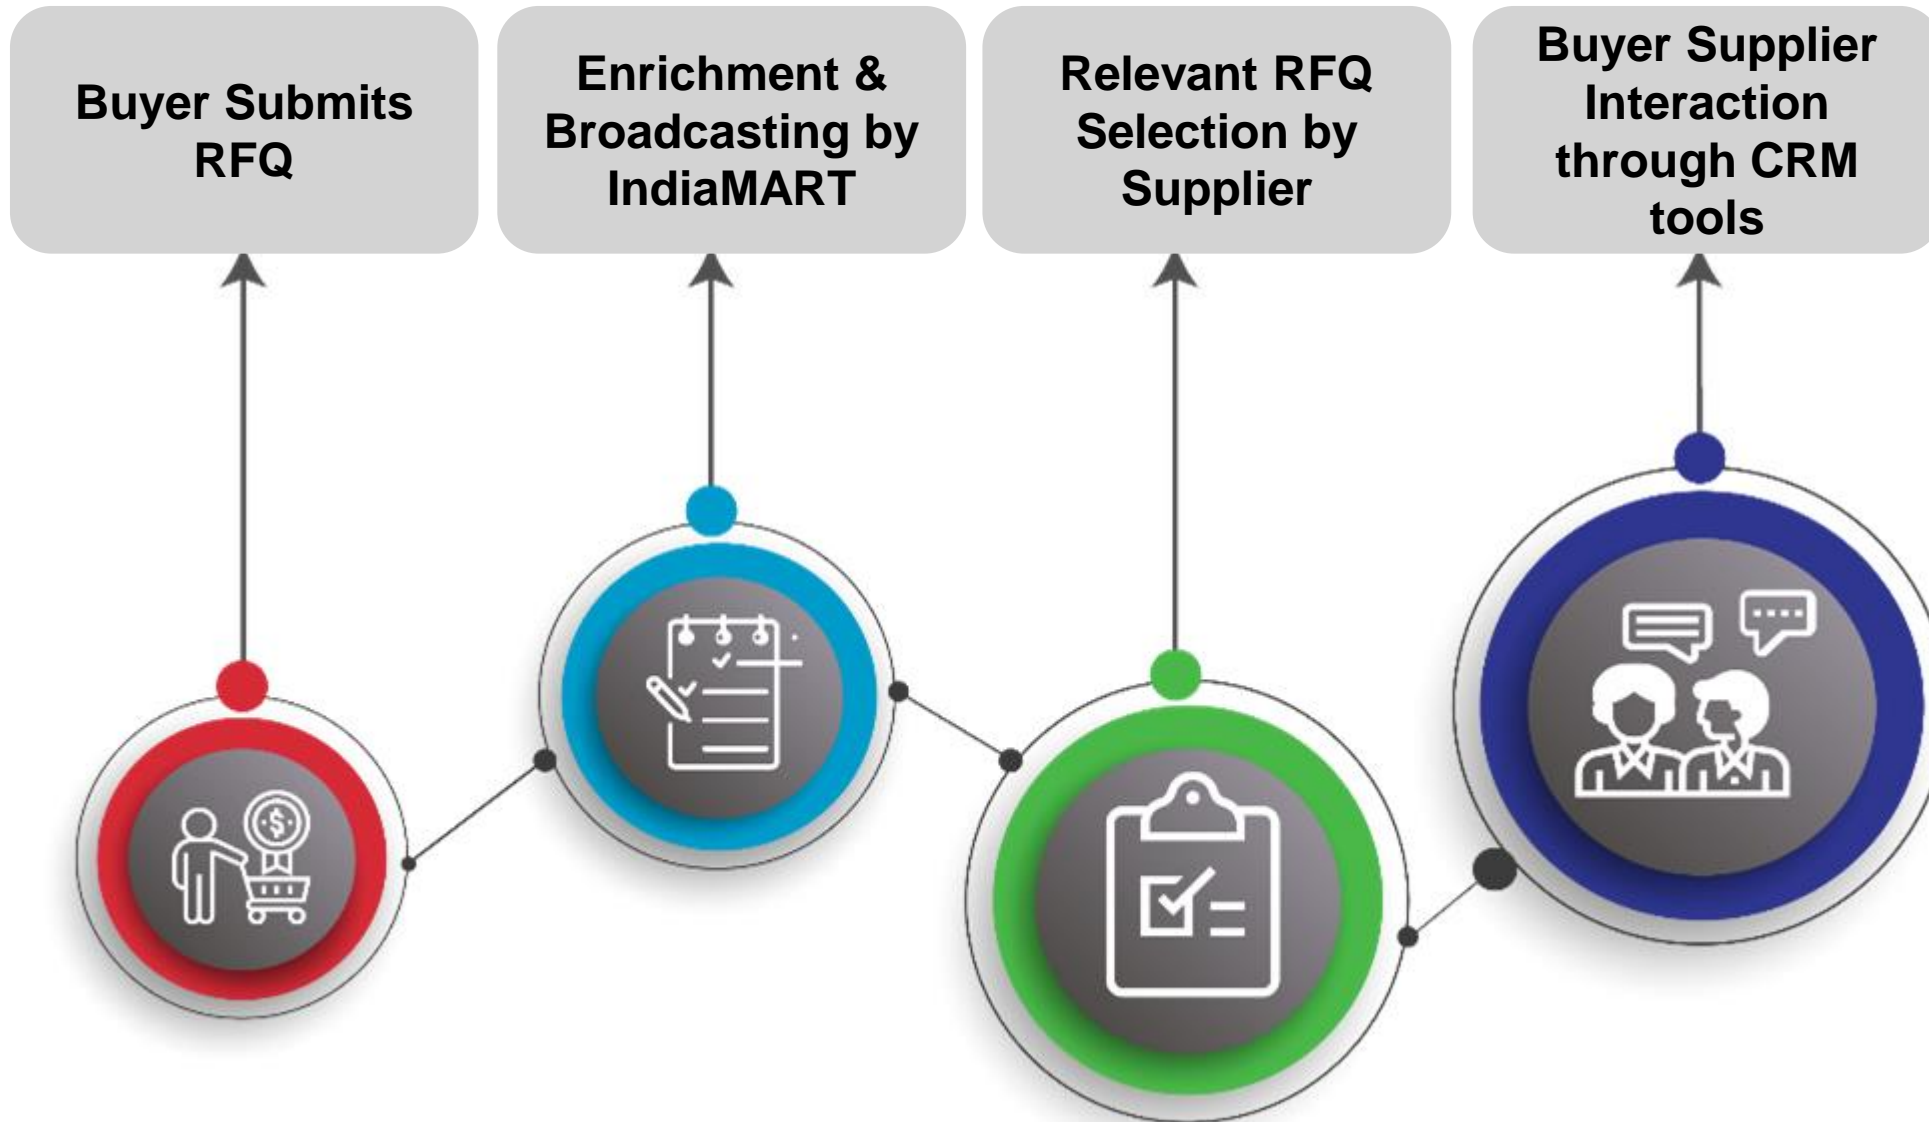 Buyer Submits
RFQ
Enrichment &
Broadcasting by
IndiaMART
Relevant RFQ
Selection by
Supplier
Buyer Supplier
Interaction
through CRM
tools
$